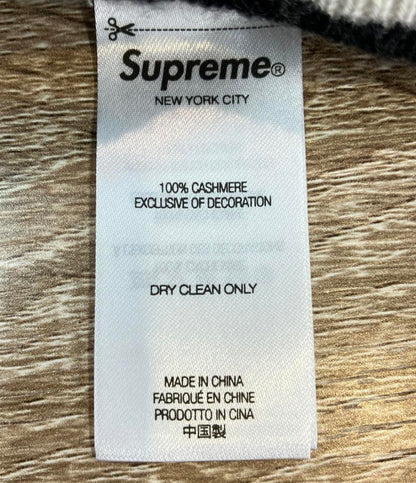 Supreme®
NEW YORK CITY
100% CASHMERE
EXCLUSIVE OF DECORATION
DRY CLEAN ONLY
MADE IN CHINA
FABRIQUÉ EN CHINE
PRODOTTO IN CINA
中国製